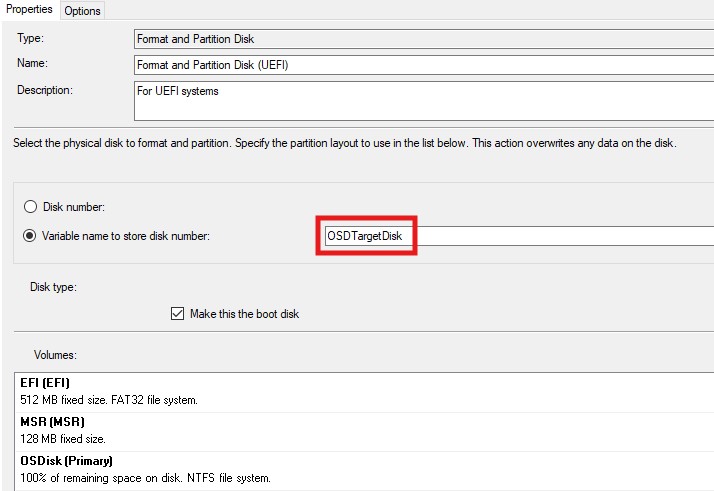 Properties Options
Type: Format and Partition Disk
Name: Format and Partition Disk (UEFI)
Description: For UEFI systems
Select the physical disk to format and partition. Specify the partition layout to use in the list below. This action overwrites any data on the disk.
Disk number:
Variable name to store disk number: OSDTargetDisk
Disk type:
Make this the boot disk
Volumes:
EFI (EFI)
512 MB fixed size. FAT32 file system.
MSR (MSR)
128 MB fixed size.
OSDisk (Primary)
100% of remaining space on disk. NTFS file system.